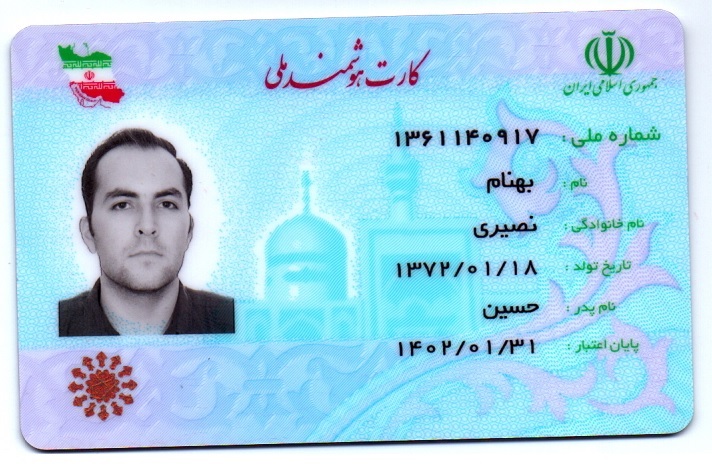 کارت هوشمند ملی
جمهوری اسلامی ایران
شماره ملی : ۱۳۶۱۱۴۰۹۱۷
نام : بهنام
نام خانوادگی : نصیری
تاریخ تولد : ۱۳۷۲/۰۱/۱۸
نام پدر : حسین
پایان اعتبار : ۱۴۰۲/۰۱/۳۱